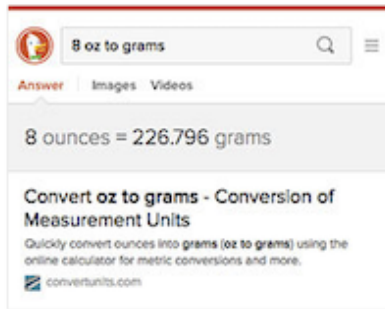 8 oz to grams
Answer Images Videos
8 ounces = 226.796 grams
Convert oz to grams - Conversion of
Measurement Units
Quickly convert ounces into grams (oz to grams) using the
online calculator for metric conversions and more.
convertunits.com